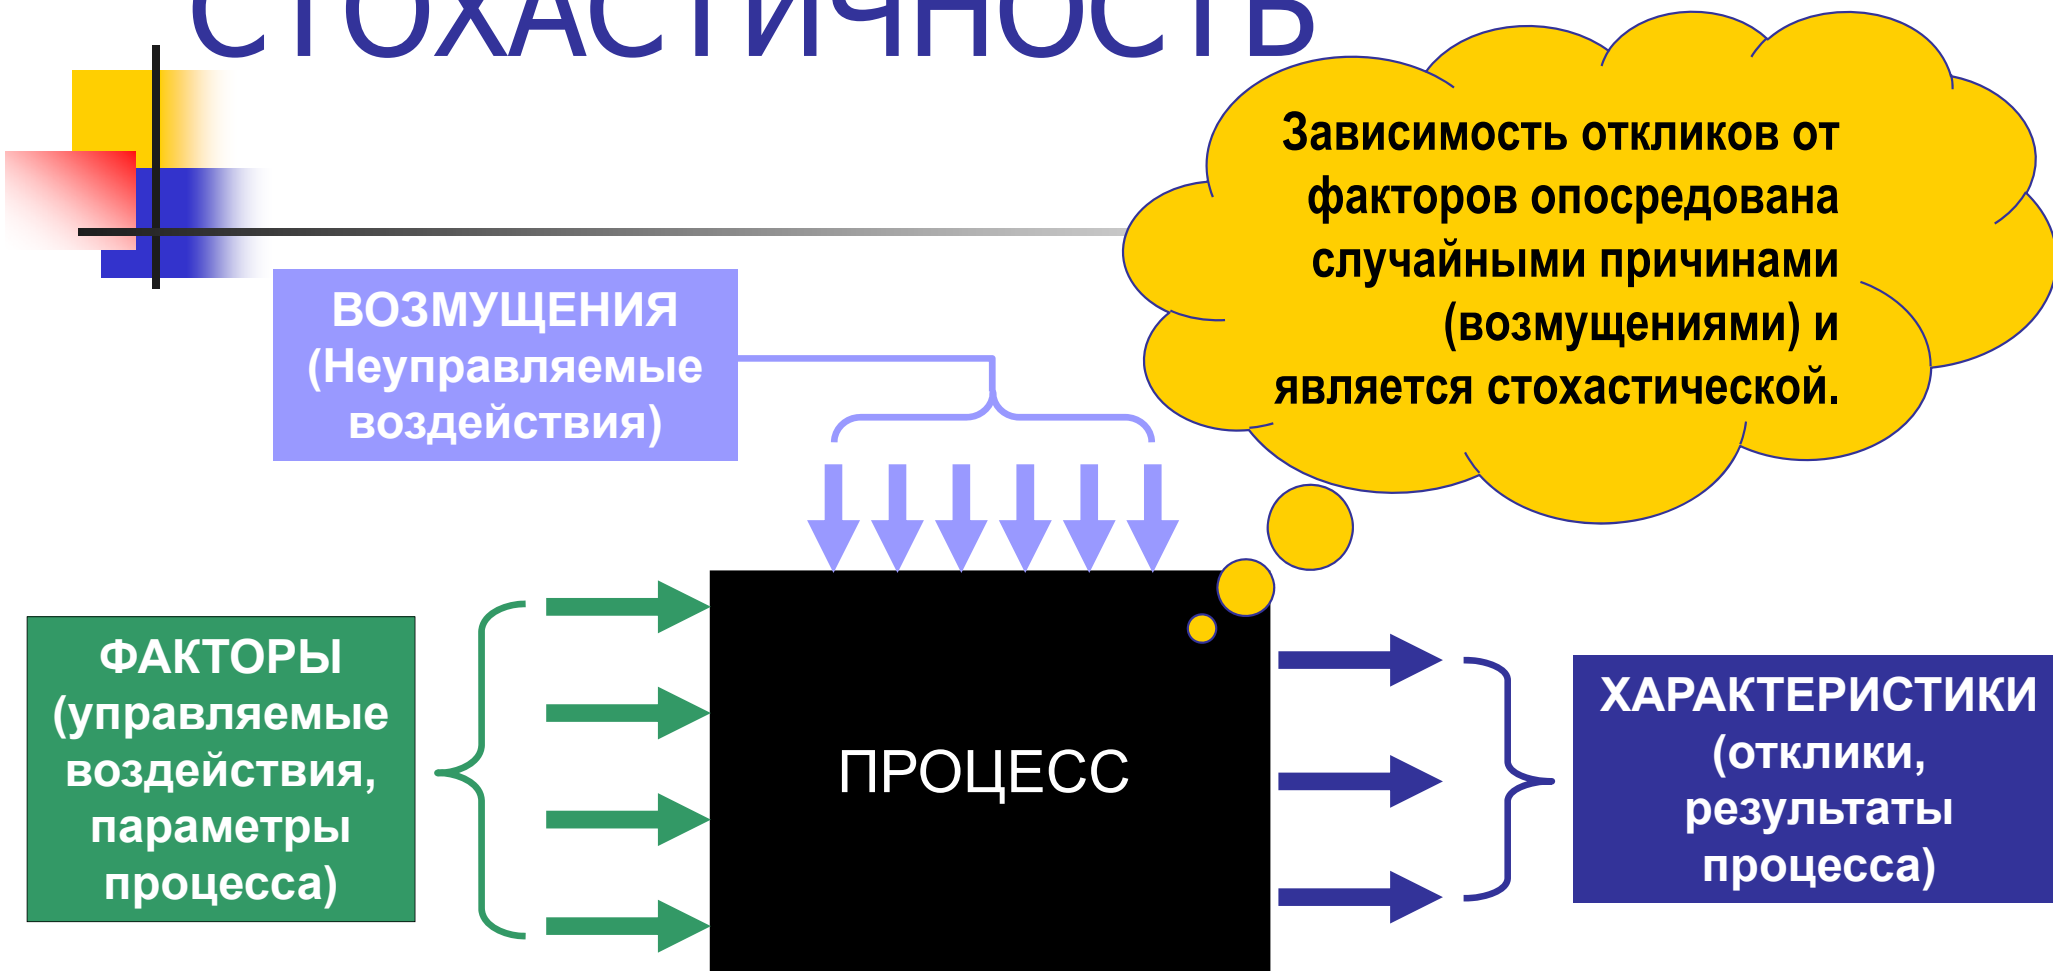 СТОХАСТИЧНОСТЬ
Зависимость откликов от
факторов опосредована
случайными причинами
(возмущениями) и
является стохастической.
ВОЗМУЩЕНИЯ
(Неуправляемые
воздействия)
ФАКТОРЫ
(управляемые
воздействия,
параметры
процесса)
ПРОЦЕСС
ХАРАКТЕРИСТИКИ
(отклики,
результаты
процесса)